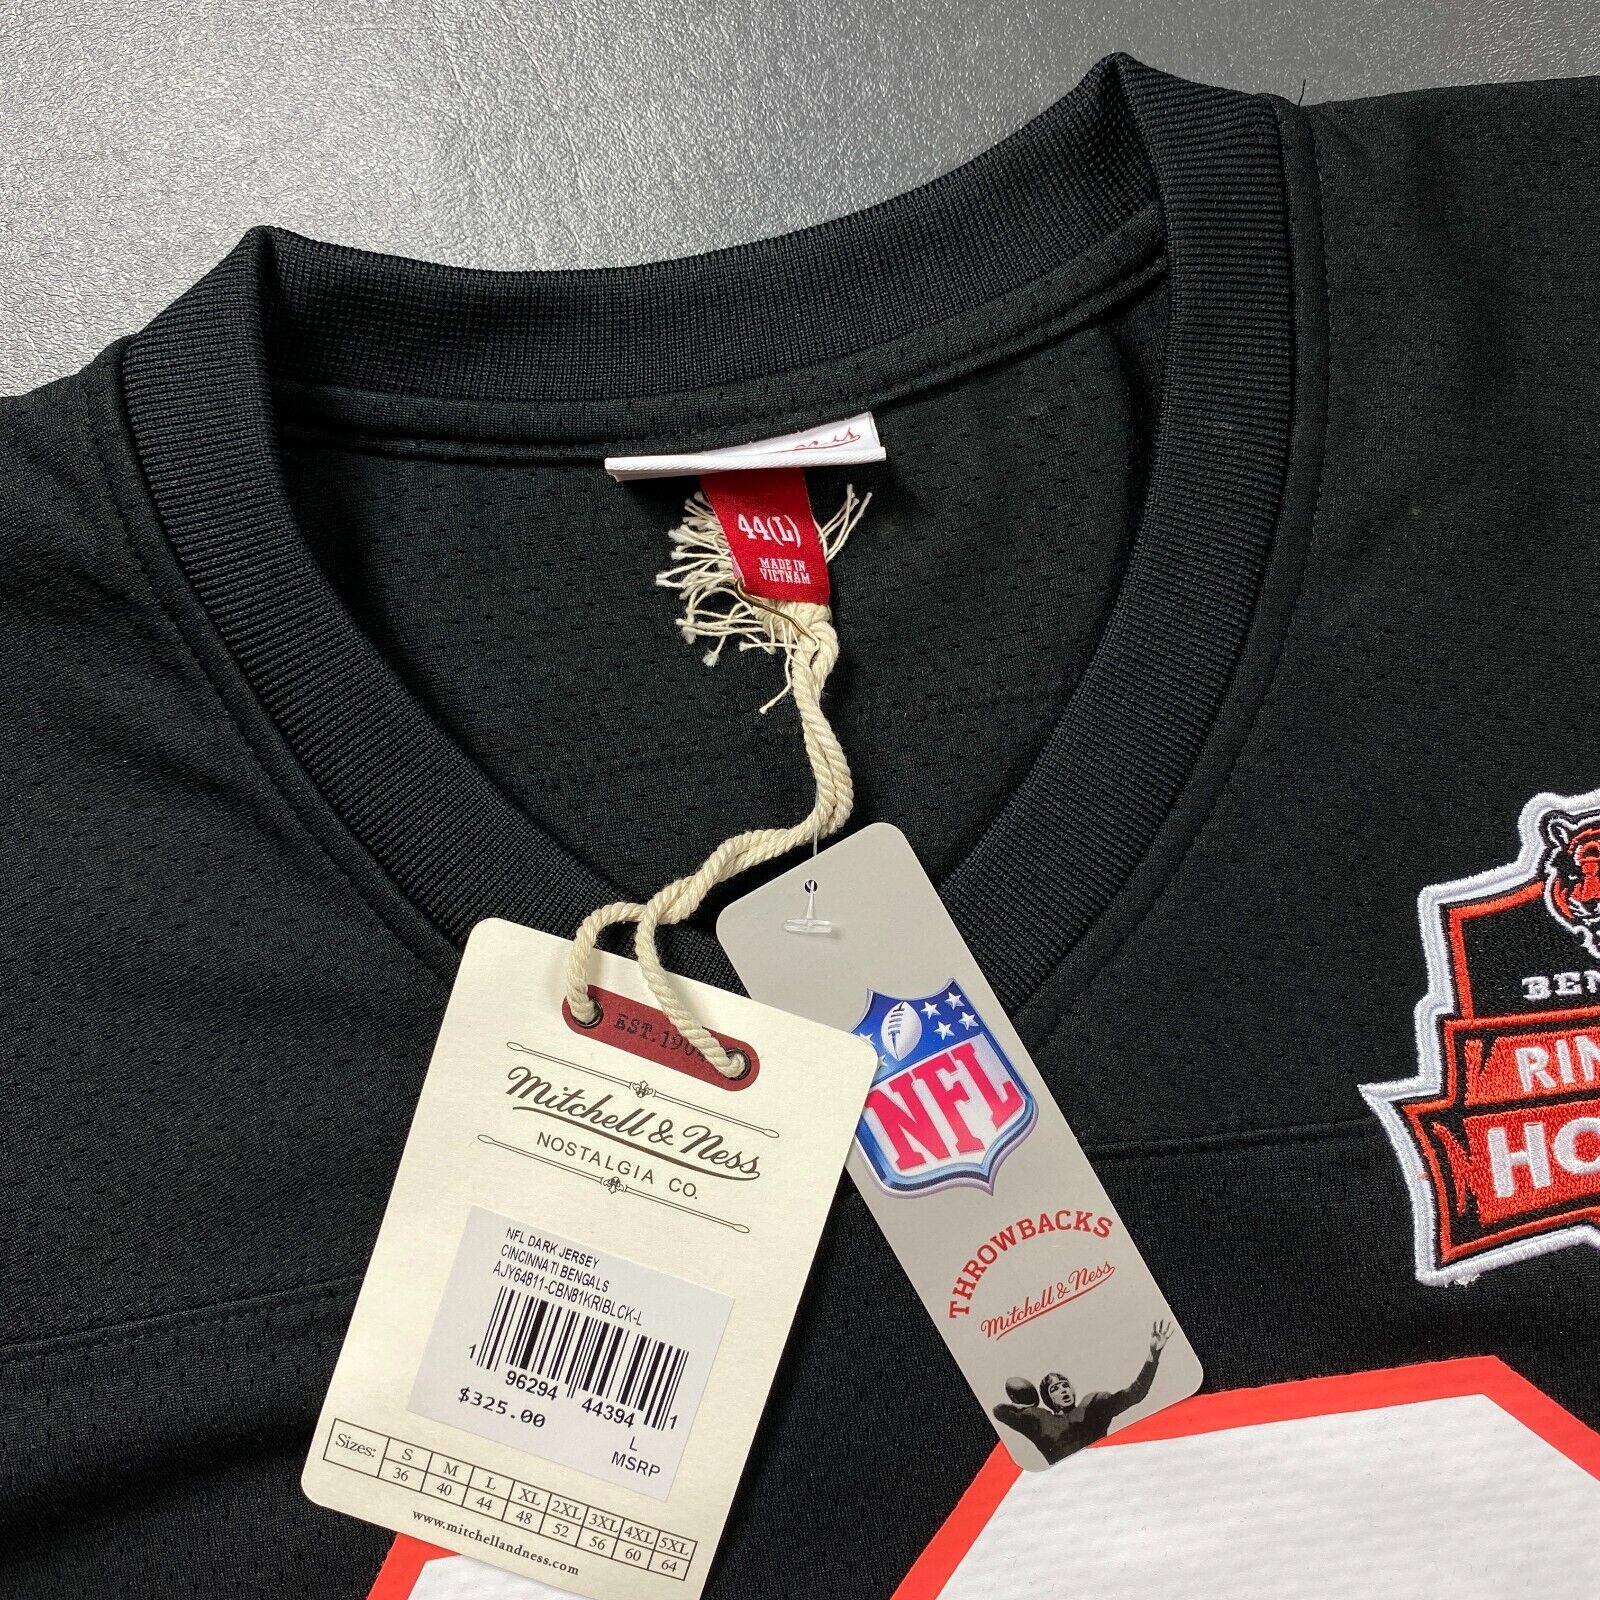 44(L)
MADE IN
VIETNAM
EST. 1904
Mitchell & Ness
NOSTALGIA CO.
NFL DARK JERSEY
CINCINNATI BENGALS
AJY64811-CBN81KRIBLCK-L
1 96294 44394 1
$325.00
L
MSRP
Sizes: S M L XL 2XL 3XL 4XL 5XL
36 40 44 48 52 56 60 64
www.mitchellandness.com
NFL
THROWBACKS
Mitchell & Ness
BEN
RIN
HO